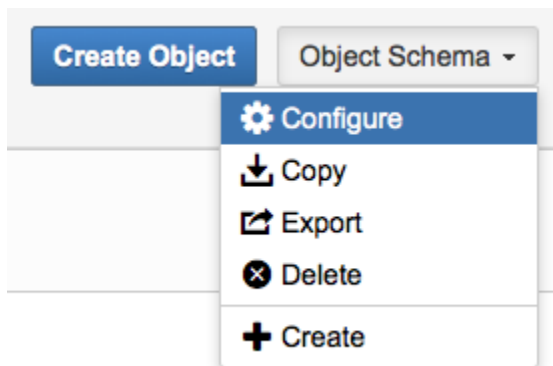 Create Object
Object Schema
Configure
Copy
Export
Delete
Create